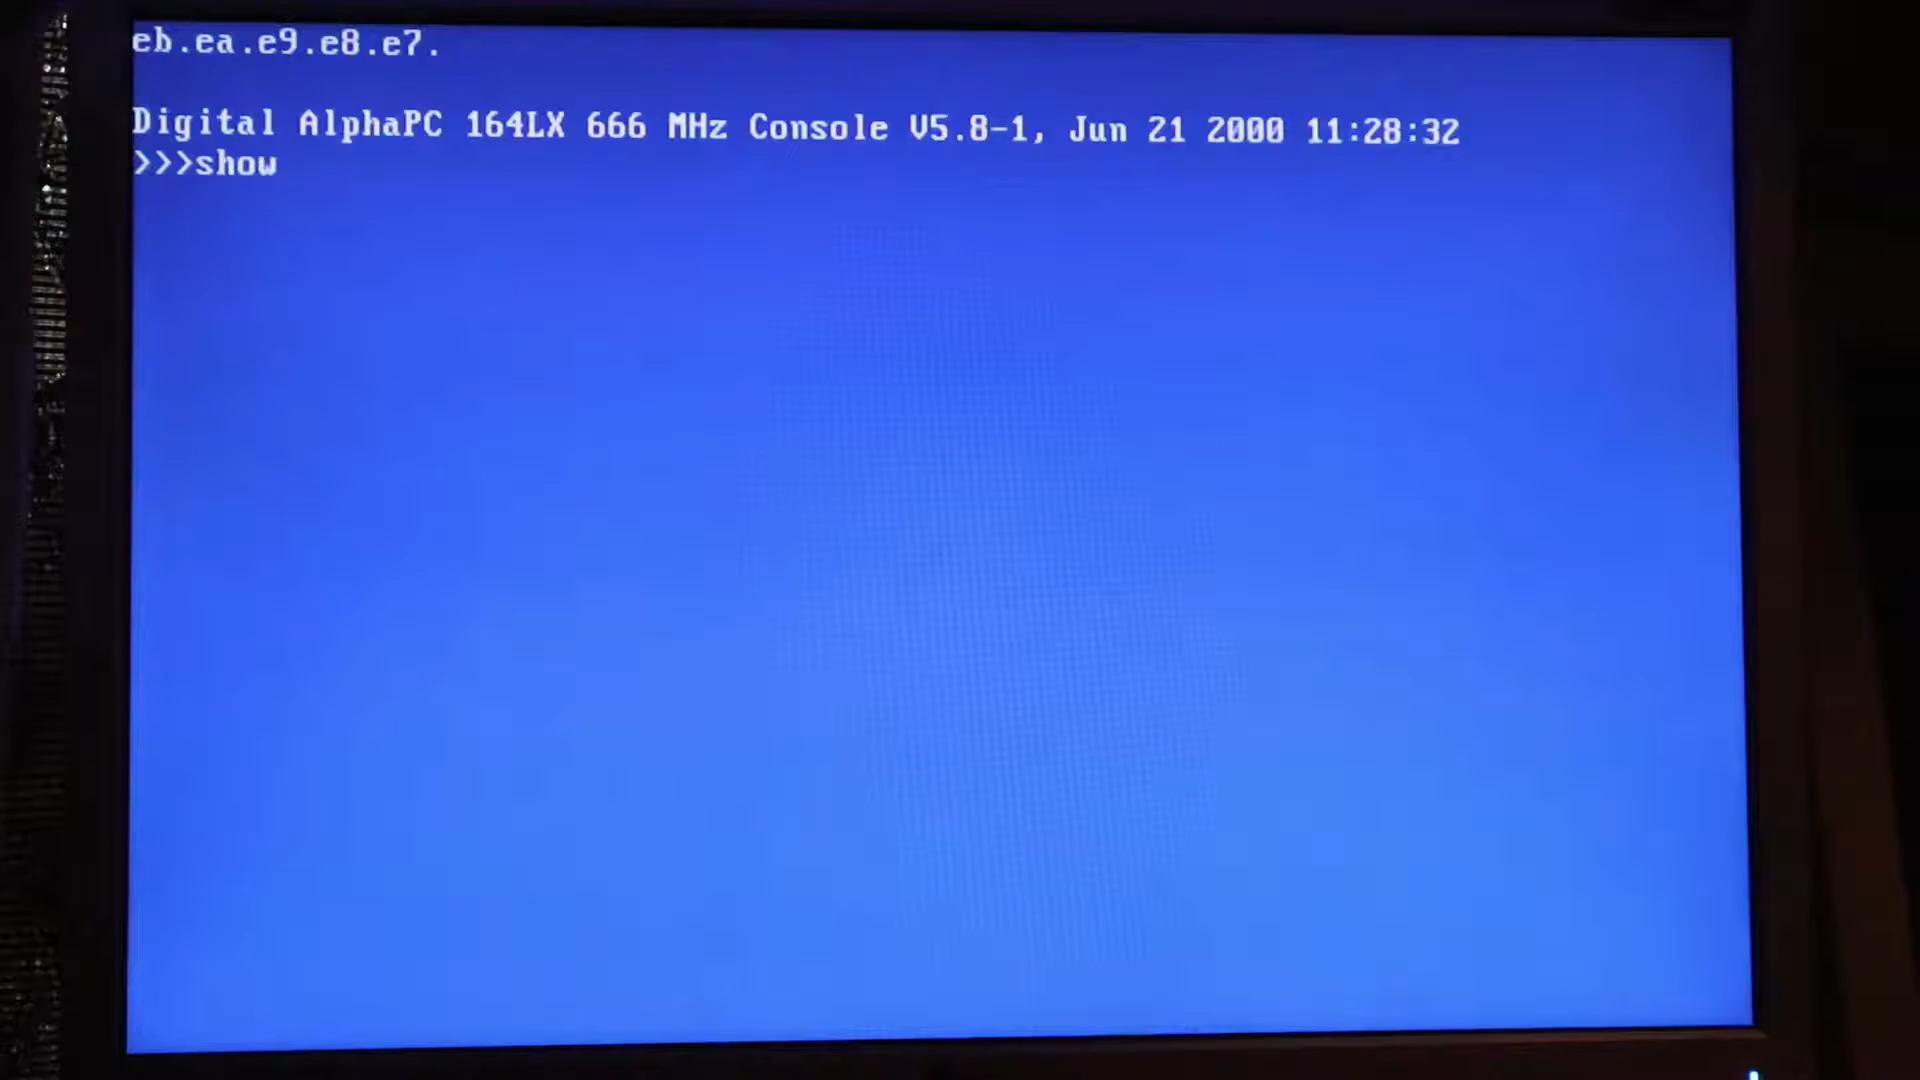 eb.ea.e9.e8.e7.
Digital AlphaPC 164LX 666 MHz Console V5.8-1, Jun 21 2000 11:28:32
>>>show